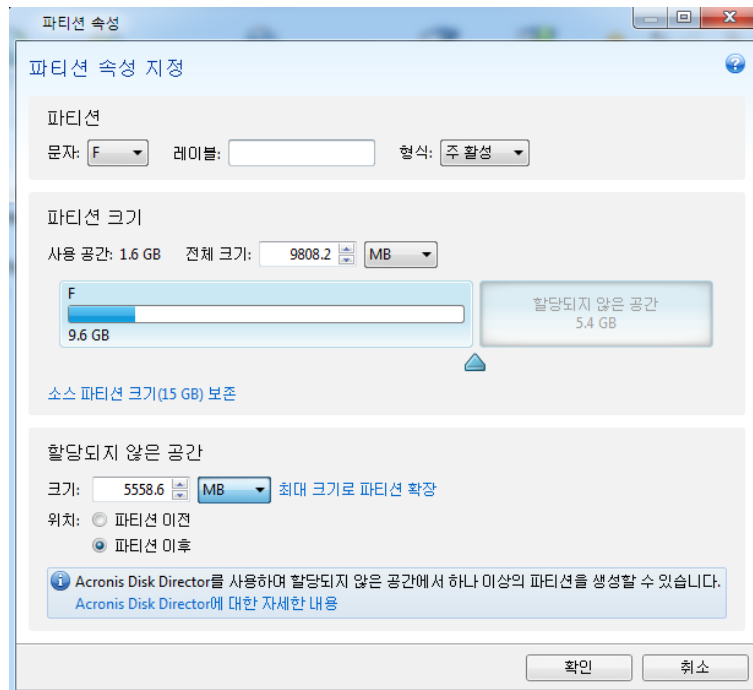 파티션 속성
파티션 속성 지정
파티션
문자: F 레이블: 형식: 주 활성
파티션 크기
사용 공간: 1.6 GB 전체 크기: 9808.2 MB
F
9.6 GB
할당되지 않은 공간
5.4 GB
소스 파티션 크기(15 GB) 보존
할당되지 않은 공간
크기: 5558.6 MB 최대 크기로 파티션 확장
위치: 파티션 이전
파티션 이후
Acronis Disk Director를 사용하여 할당되지 않은 공간에서 하나 이상의 파티션을 생성할 수 있습니다.
Acronis Disk Director에 대한 자세한 내용
확인 취소